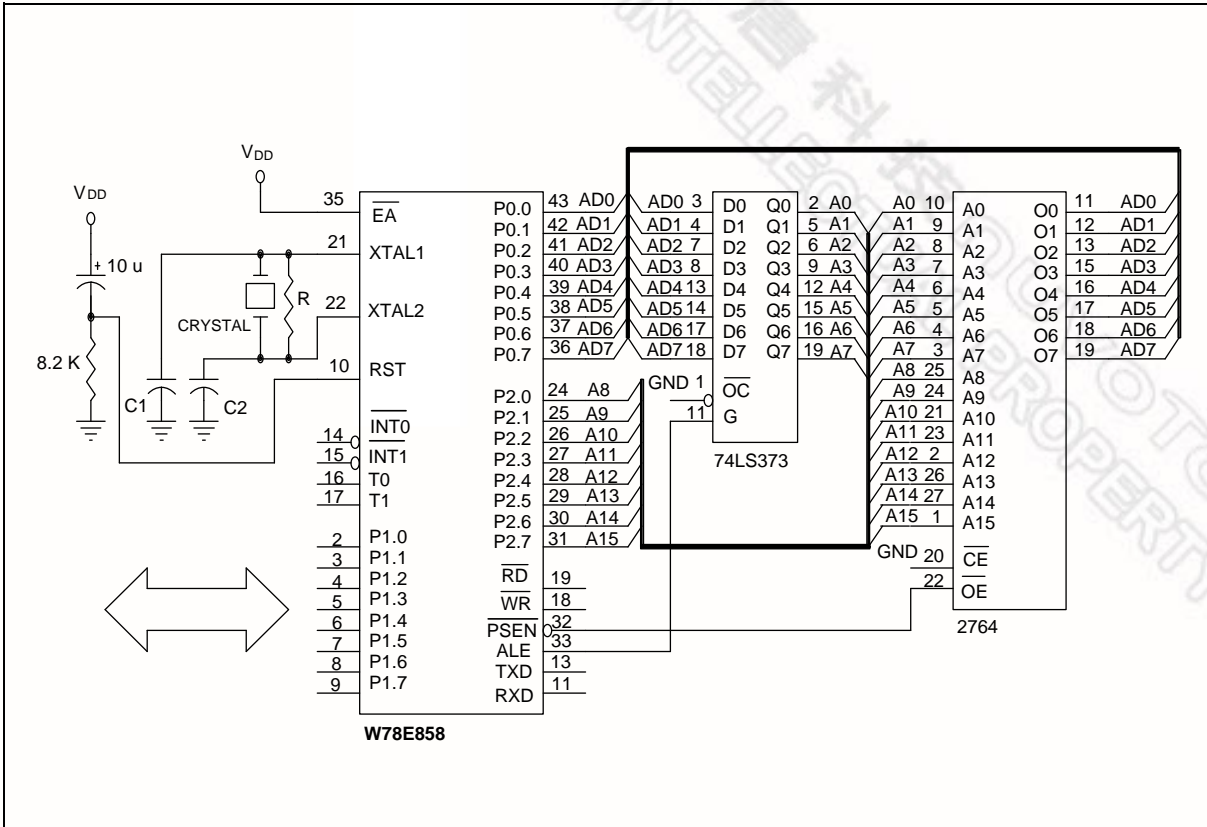 VDD
VDD
10 u
8.2 K
C1
C2
CRYSTAL
R
35 EA
21 XTAL1
22 XTAL2
10 RST
INT0
14
INT1
15
16 T0
17 T1
2 P1.0
3 P1.1
4 P1.2
5 P1.3
6 P1.4
7 P1.5
8 P1.6
9 P1.7
P0.0 43 AD0
P0.1 42 AD1
P0.2 41 AD2
P0.3 40 AD3
P0.4 39 AD4
P0.5 38 AD5
P0.6 37 AD6
P0.7 36 AD7
P2.0 24 A8
P2.1 25 A9
P2.2 26 A10
P2.3 27 A11
P2.4 28 A12
P2.5 29 A13
P2.6 30 A14
P2.7 31 A15
RD 19
WR 18
PSEN 32
ALE 33
TXD 13
RXD 11
W78E858
AD0 3 D0 Q0 2 A0
AD1 4 D1 Q1 5 A1
AD2 7 D2 Q2 6 A2
AD3 8 D3 Q3 9 A3
AD4 13 D4 Q4 12 A4
AD5 14 D5 Q5 15 A5
AD6 17 D6 Q6 16 A6
AD7 18 D7 Q7 19 A7
GND 1 OC
11 G
74LS373
A0 10 A0 O0 11 AD0
A1 9 A1 O1 12 AD1
A2 8 A2 O2 13 AD2
A3 7 A3 O3 15 AD3
A4 6 A4 O4 16 AD4
A5 5 A5 O5 17 AD5
A6 4 A6 O6 18 AD6
A7 3 A7 O7 19 AD7
A8 25 A8
A9 24 A9
A10 21 A10
A11 23 A11
A12 2 A12
A13 26 A13
A14 27 A14
A15 1 A15
GND 20 CE
22 OE
2764
INTELLECTUAL PROPERTY